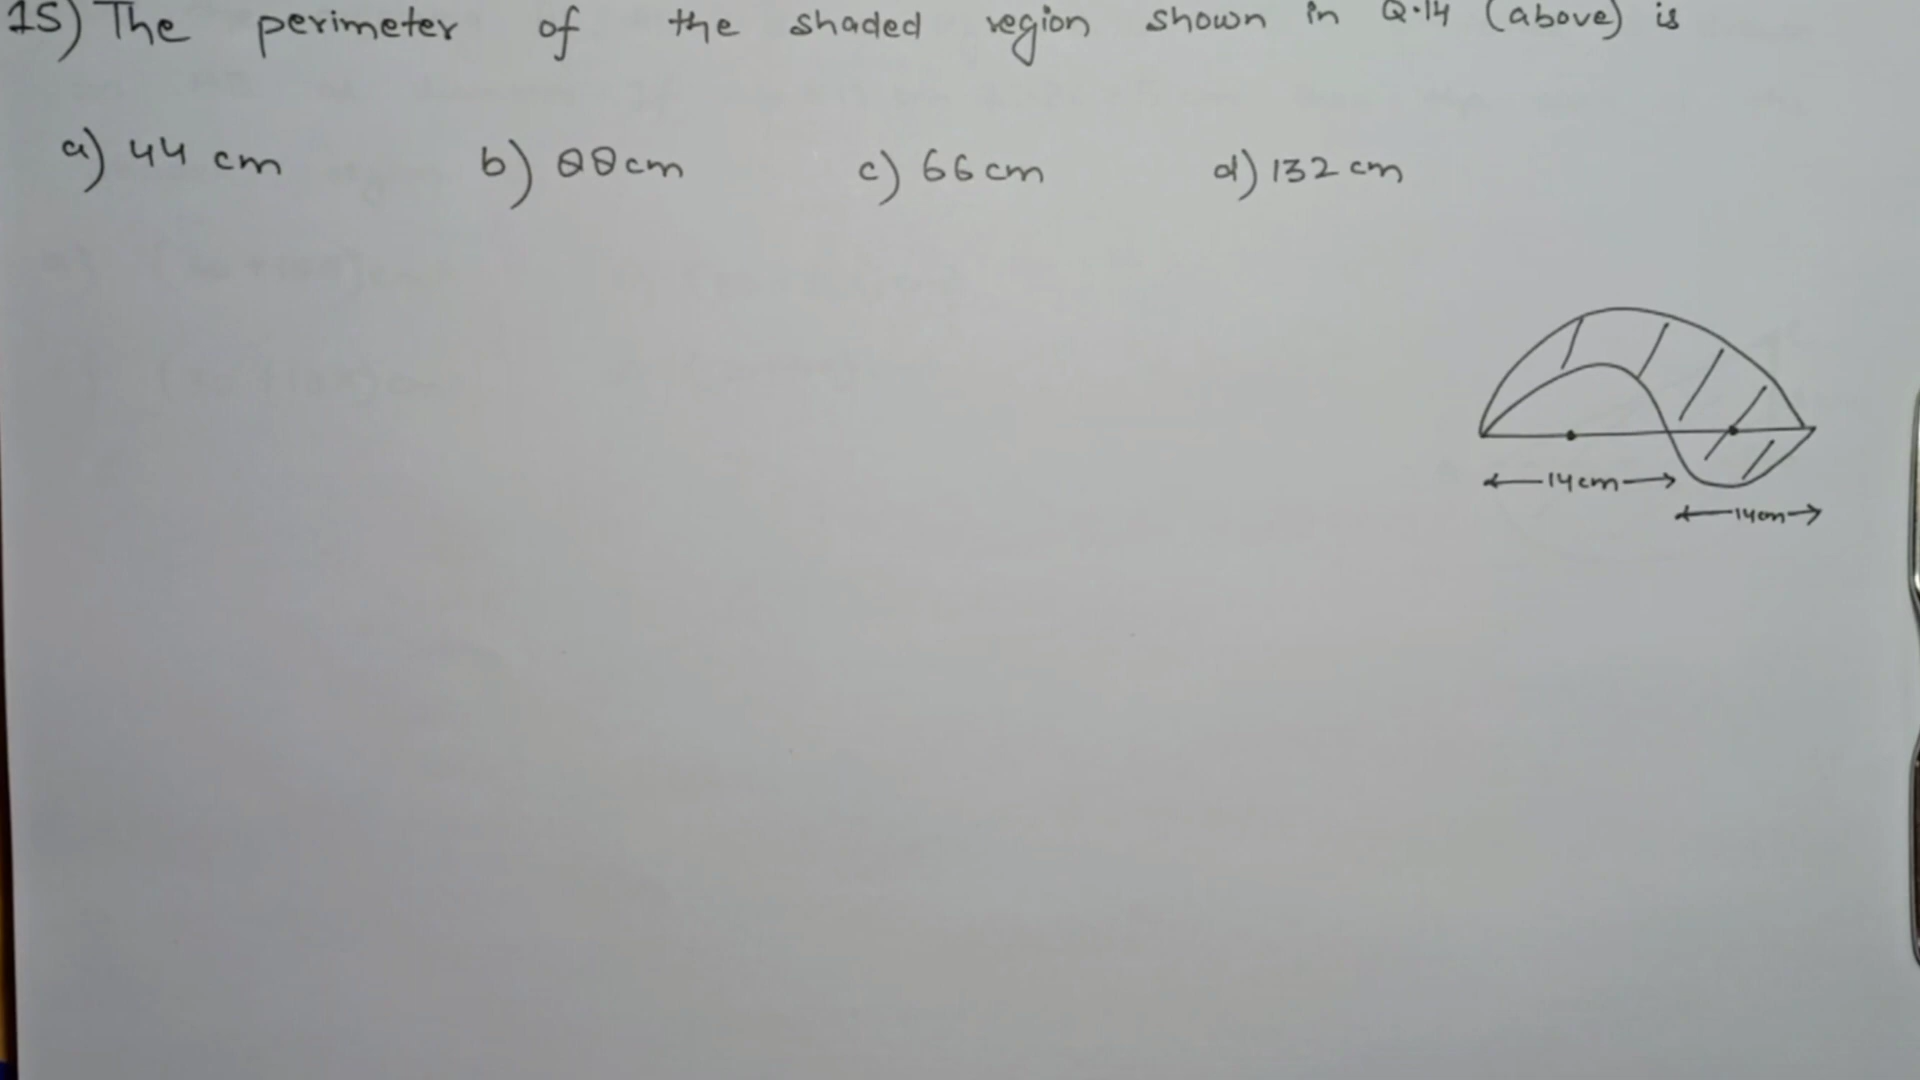 15) The perimeter of the shaded region shown in Q.14 (above) is
a) 44 cm b) 88 cm c) 66 cm d) 132 cm
14cm
14cm